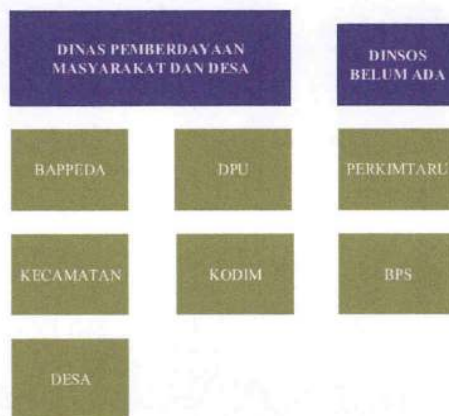 DINAS PEMBERDAYAAN
MASYARAKAT DAN DESA
DINSOS
BELUM ADA
BAPPEDA
DPU
PERKIMTARU
KECAMATAN
KODIM
BPS
DESA